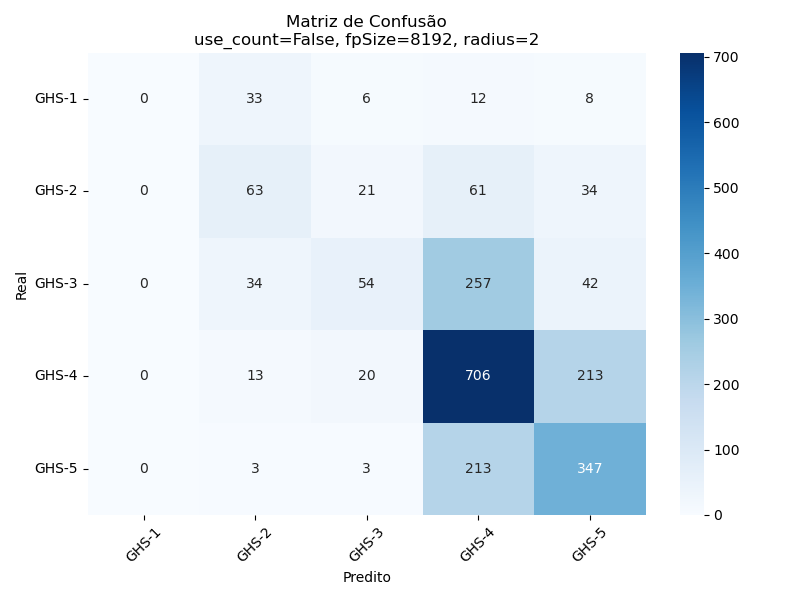 Matriz de Confusão
use_count=False, fpSize=8192, radius=2
GHS-1 0 33 6 12 8
GHS-2 0 63 21 61 34
GHS-3 0 34 54 257 42
GHS-4 0 13 20 706 213
GHS-5 0 3 3 213 347
GHS-1 GHS-2 GHS-3 GHS-4 GHS-5
Predito
Real
700
600
500
400
300
200
100
0